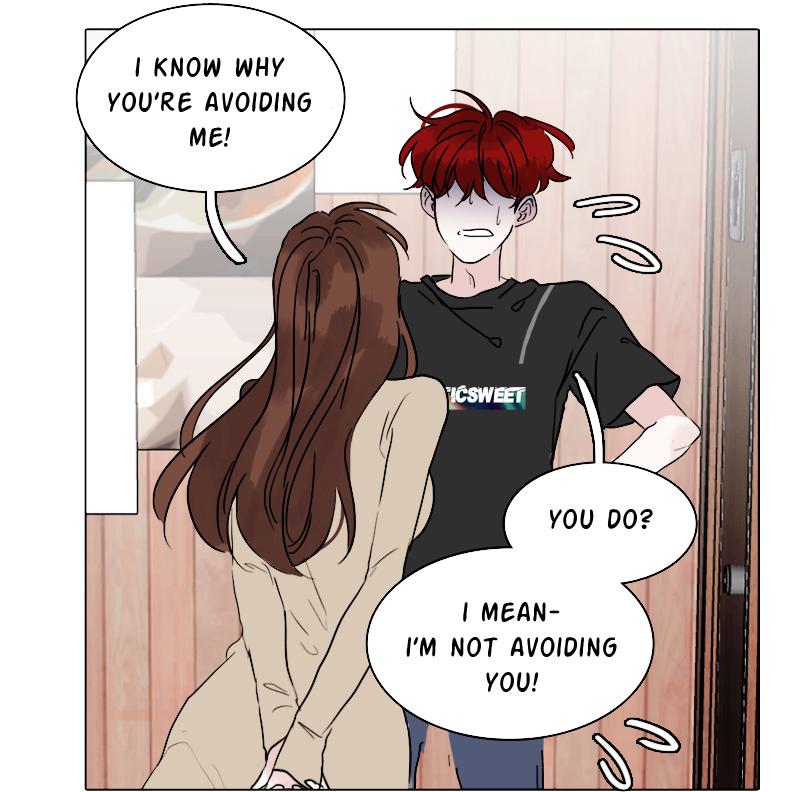 I KNOW WHY
YOU'RE AVOIDING
ME!
ICSWEET
YOU DO?
I MEAN-
I'M NOT AVOIDING
YOU!